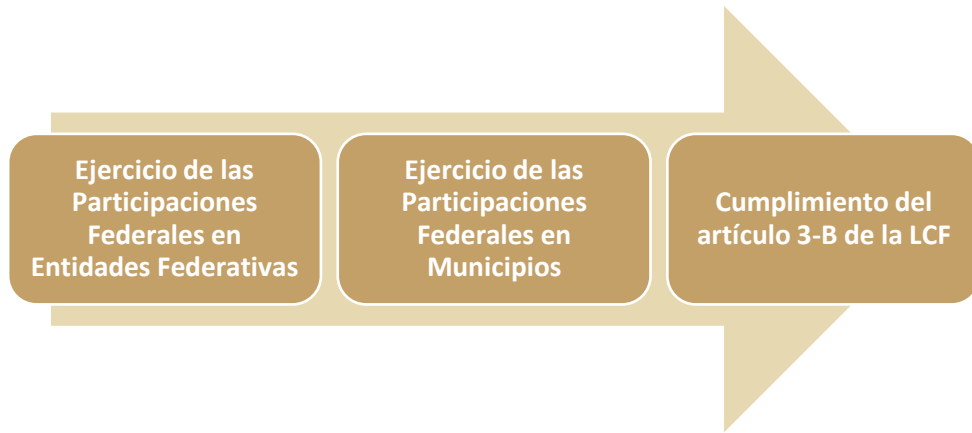 Ejercicio de las
Participaciones
Federales en
Entidades Federativas
Ejercicio de las
Participaciones
Federales en
Municipios
Cumplimiento del
artículo 3-B de la LCF